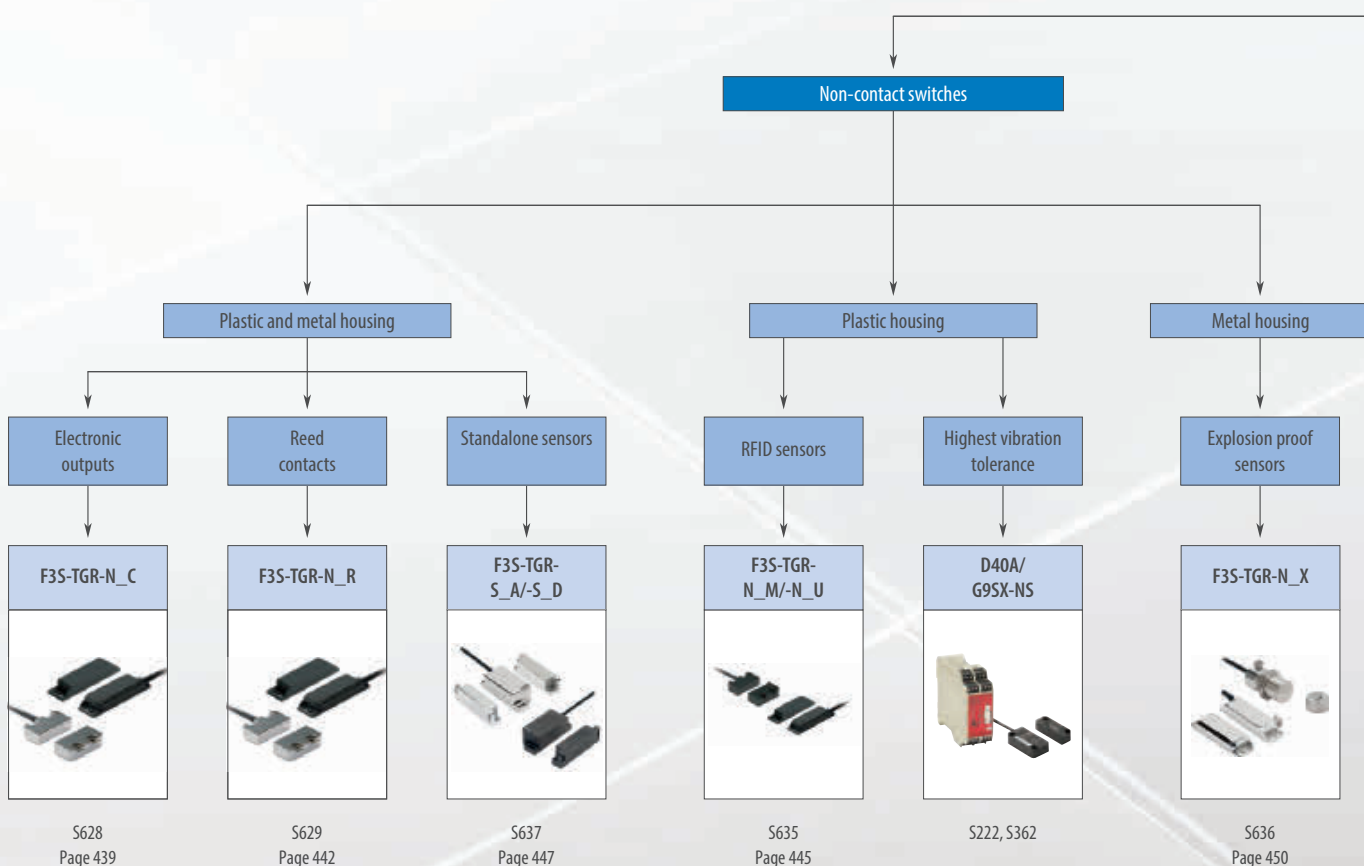 Non-contact switches
Plastic and metal housing
Plastic housing
Metal housing
Electronic
outputs
Reed
contacts
Standalone sensors
RFID sensors
Highest vibration
tolerance
Explosion proof
sensors
F3S-TGR-N_C
F3S-TGR-N_R
F3S-TGR-
S_A/-S_D
F3S-TGR-
N_M/-N_U
D40A/
G9SX-NS
F3S-TGR-N_X
S628
Page 439
S629
Page 442
S637
Page 447
S635
Page 445
S222, S362
S636
Page 450